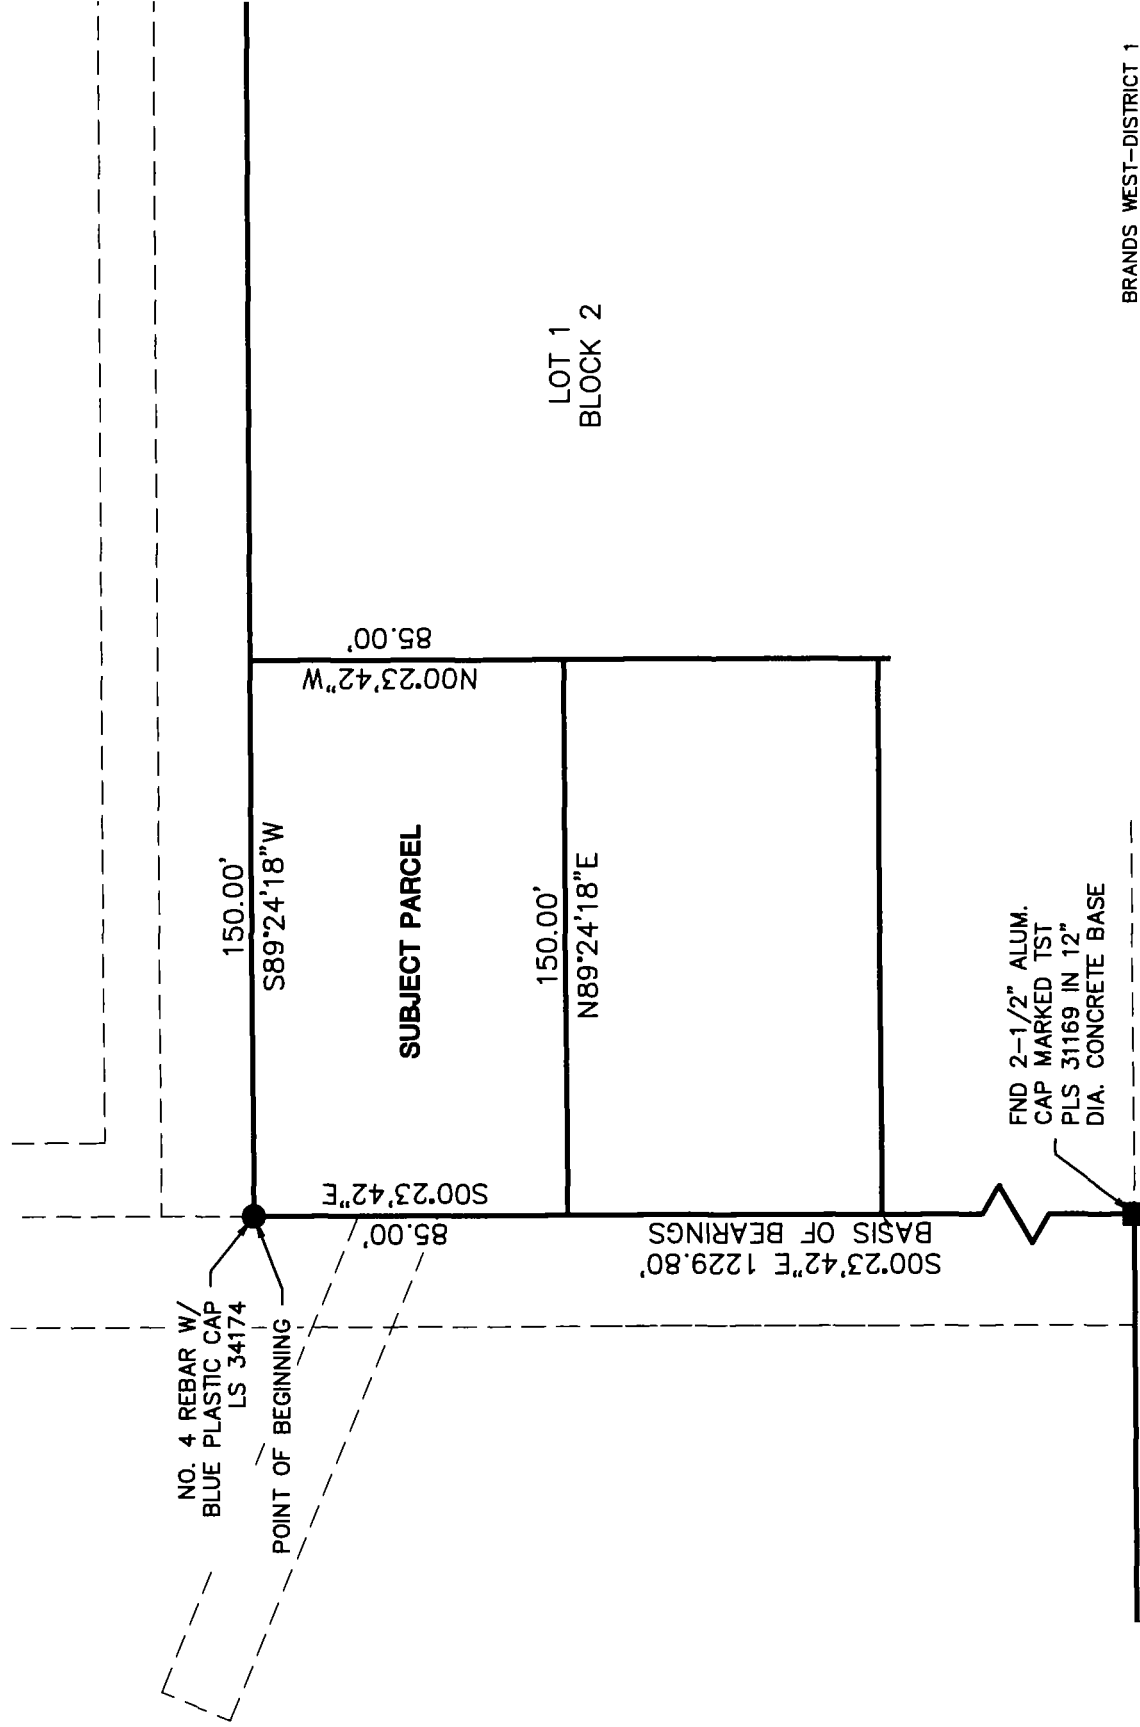 NO. 4 REBAR W/
BLUE PLASTIC CAP
LS 34174
POINT OF BEGINNING
150.00'
S89°24'18"W
85.00'
N00°23'42"W
SUBJECT PARCEL
S00°23'42"E
85.00'
150.00'
N89°24'18"E
LOT 1
BLOCK 2
BASIS OF BEARINGS
S00°23'42"E 1229.80'
FND 2-1/2" ALUM.
CAP MARKED TST
PLS 31169 IN 12"
DIA. CONCRETE BASE
BRANDS WEST-DISTRICT 1